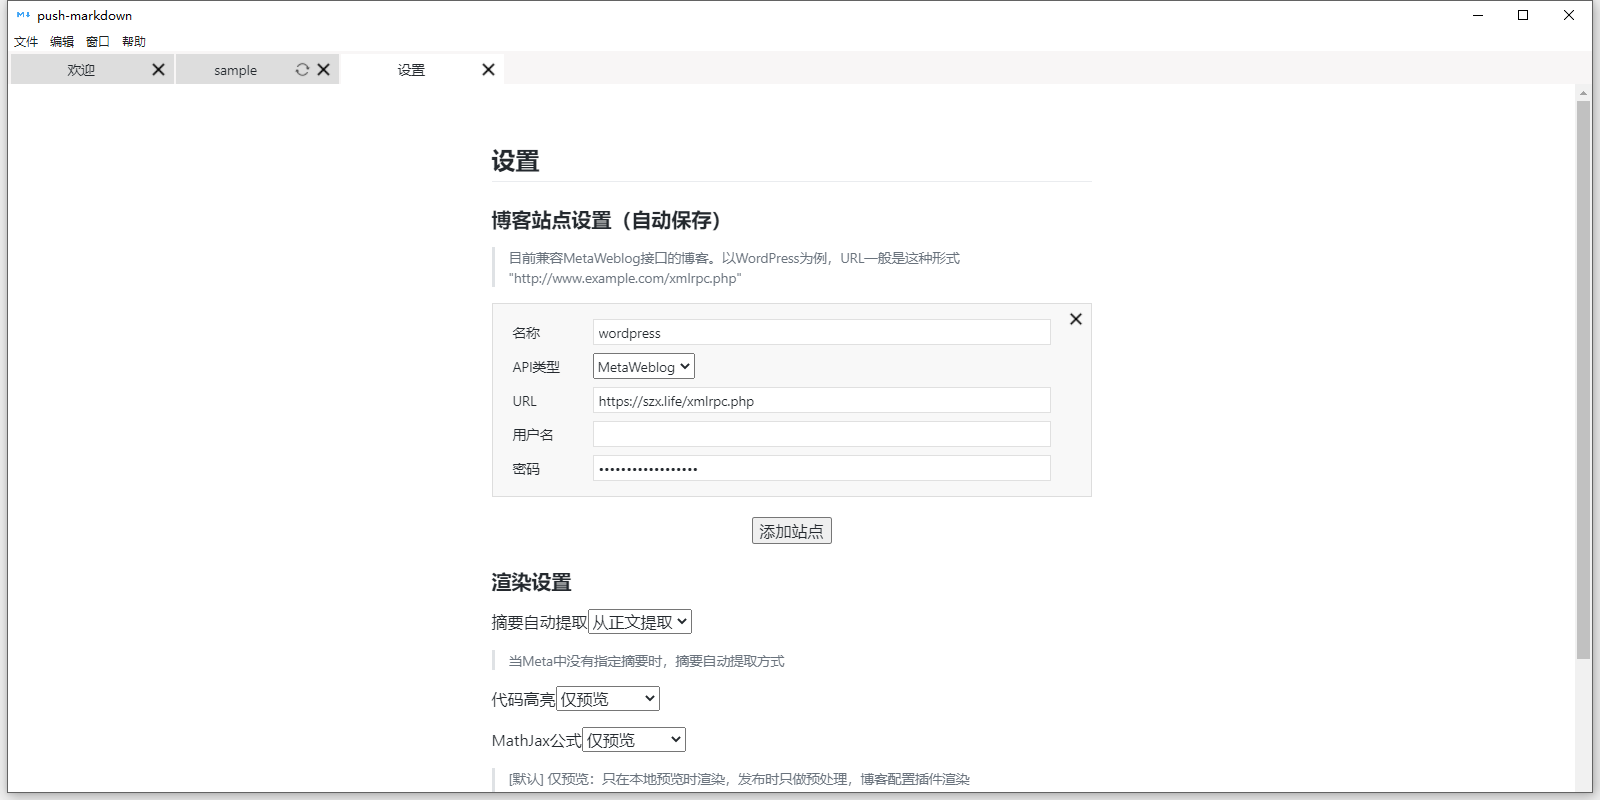 push-markdown
文件 编辑 窗口 帮助
欢迎 sample 设置
设置
博客站点设置（自动保存）
目前兼容MetaWeblog接口的博客。以WordPress为例，URL一般是这种形式
"http://www.example.com/xmlrpc.php"
名称 wordpress
API类型 MetaWeblog
URL https://szx.life/xmlrpc.php
用户名
密码 ••••••••••••••••••
添加站点
渲染设置
摘要自动提取 从正文提取
当Meta中没有指定摘要时，摘要自动提取方式
代码高亮 仅预览
MathJax公式 仅预览
[默认] 仅预览：只在本地预览时渲染，发布时只做预处理，博客配置插件渲染